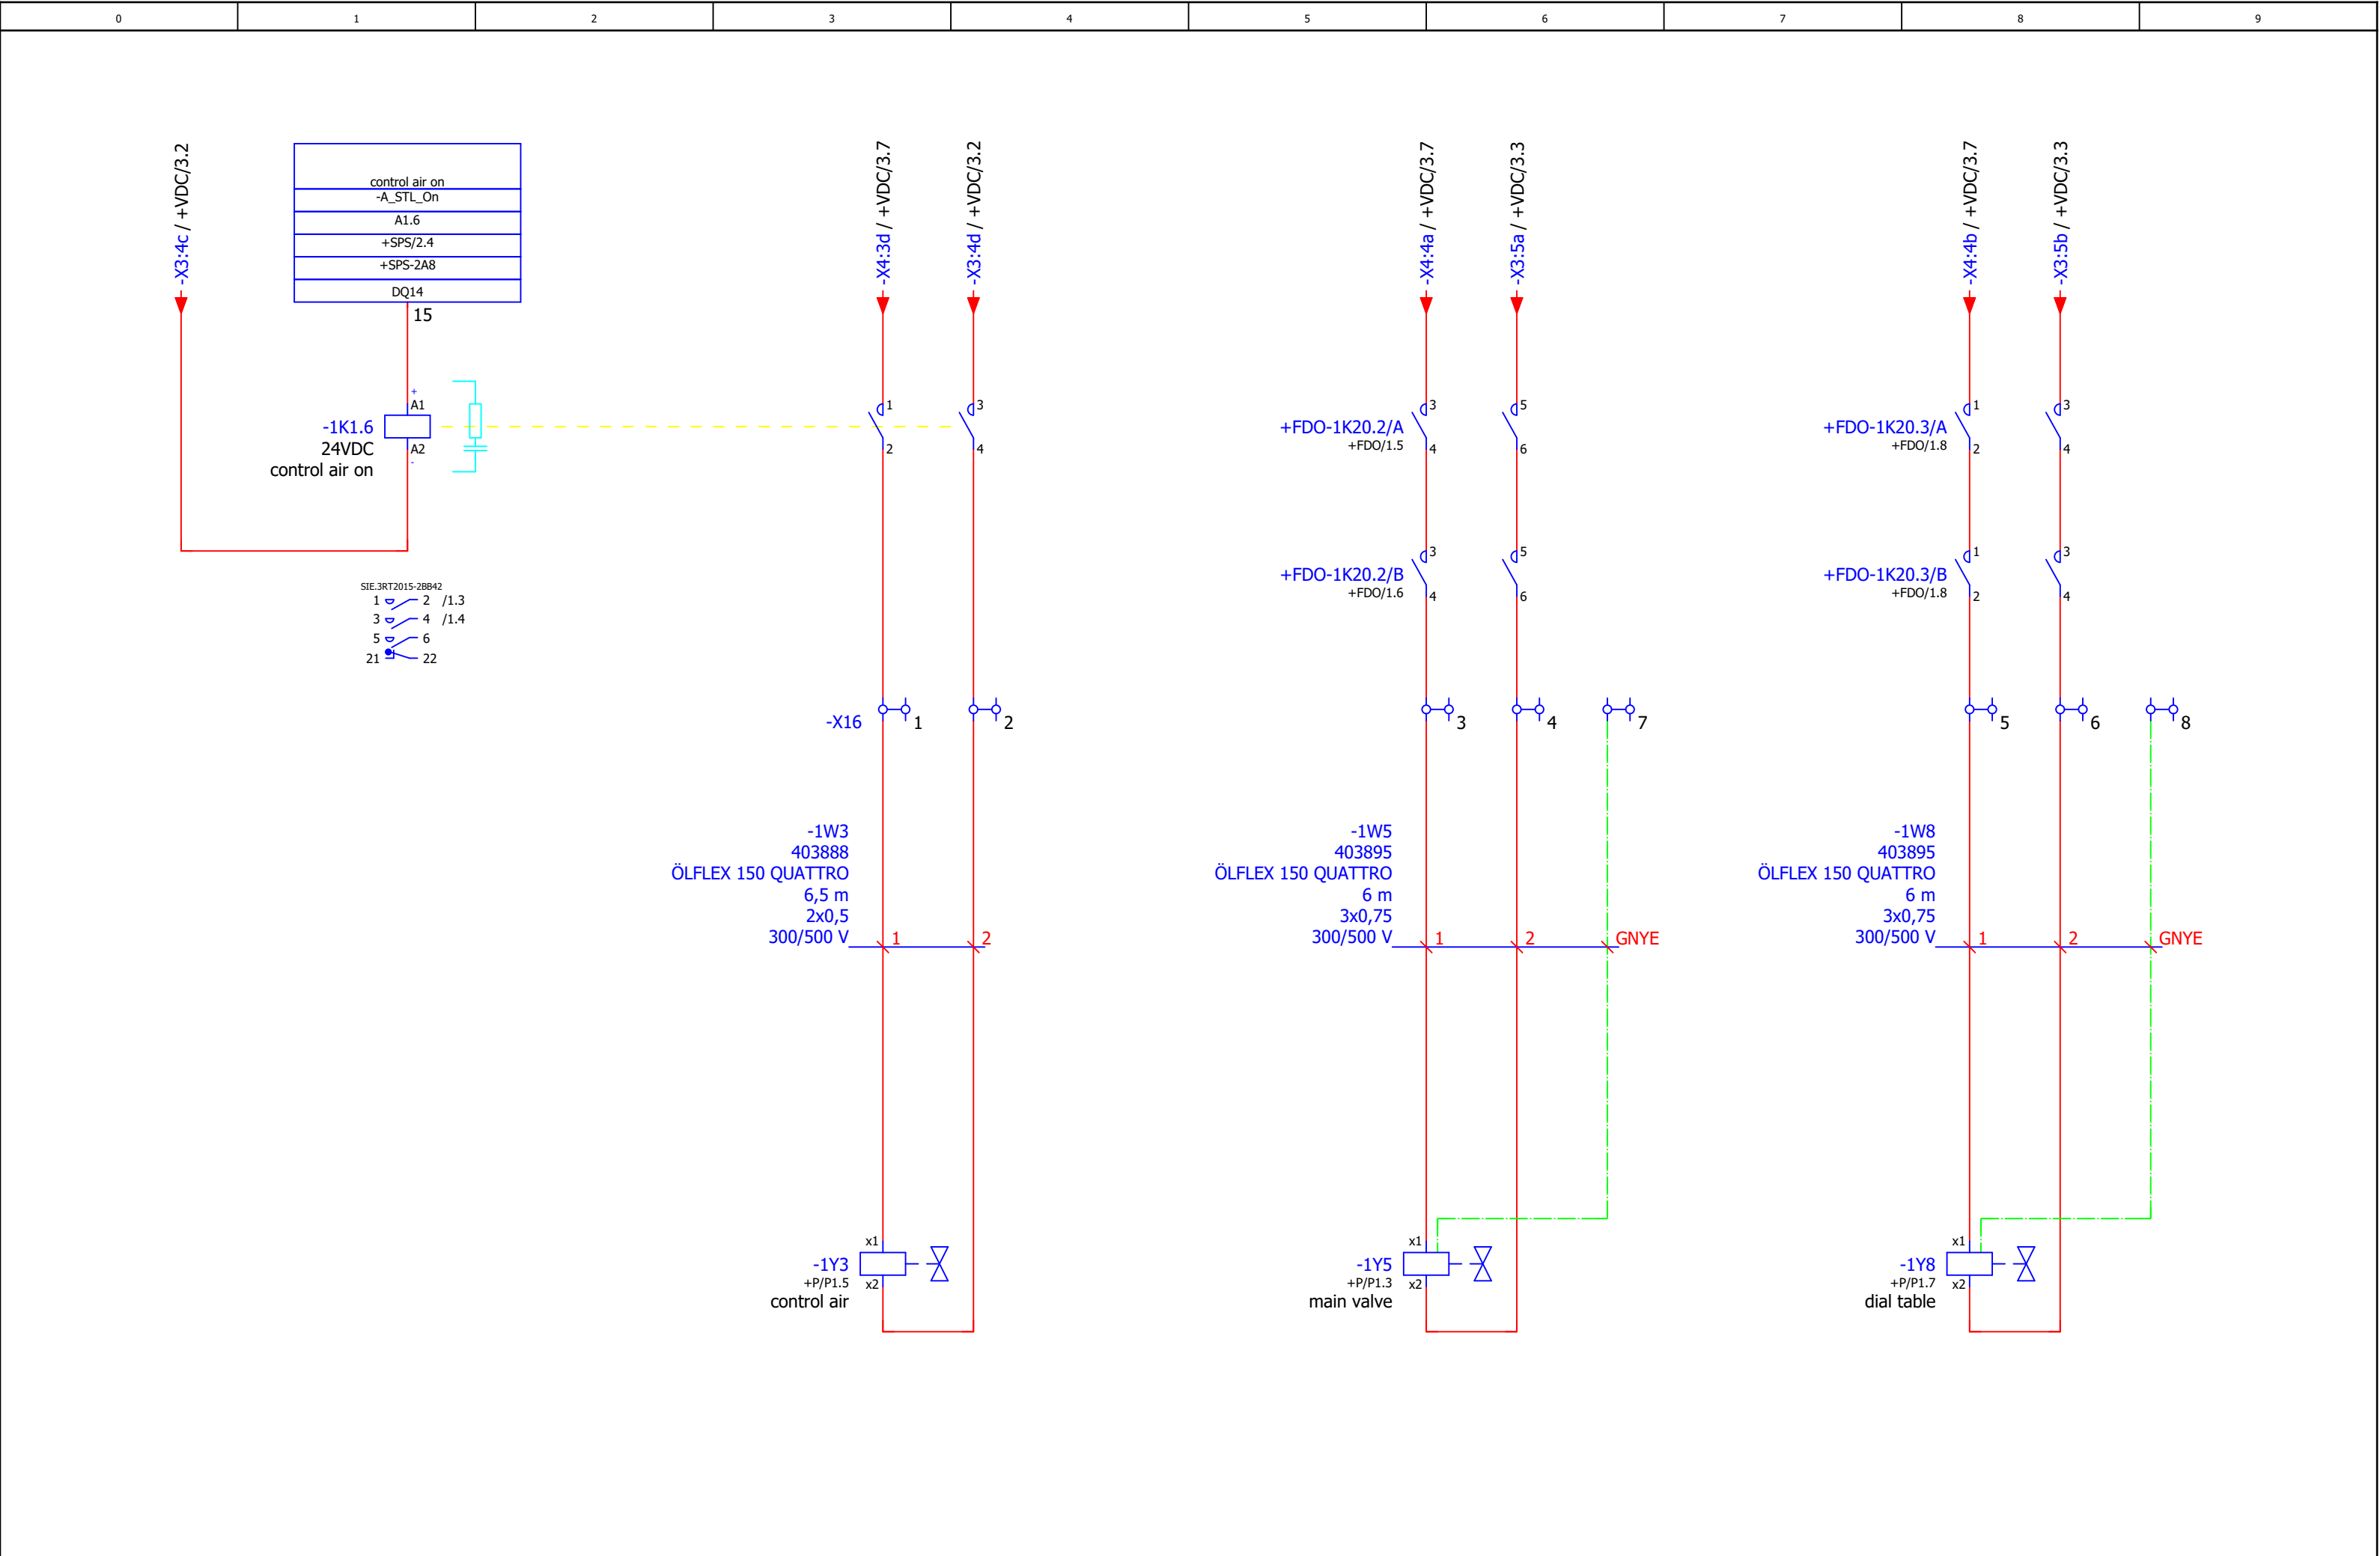 0 1 2 3 4 5 6 7 8 9
-X3:4c / +VDC/3.2
control air on
-A_STL_On
A1.6
+SPS/2.4
+SPS-2A8
DQ14
15
-X4:3d / +VDC/3.7
-X3:4d / +VDC/3.2
-X4:4a / +VDC/3.7
-X3:5a / +VDC/3.3
-X4:4b / +VDC/3.7
-X3:5b / +VDC/3.3
+
A1
-1K1.6
24VDC
A2
-
control air on
1
2
3
4
+FDO-1K20.2/A
+FDO/1.5
3
4
5
6
+FDO-1K20.3/A
+FDO/1.8
1
2
3
4
+FDO-1K20.2/B
+FDO/1.6
3
4
5
6
+FDO-1K20.3/B
+FDO/1.8
1
2
3
4
SIE.3RT2015-2BB42
1 2 /1.3
3 4 /1.4
5 6
21 22
-X16 1 2 3 4 7 5 6 8
-1W3
403888
ÖLFLEX 150 QUATTRO
6,5 m
2x0,5
300/500 V 1 2
-1W5
403895
ÖLFLEX 150 QUATTRO
6 m
3x0,75
300/500 V 1 2 GNYE
-1W8
403895
ÖLFLEX 150 QUATTRO
6 m
3x0,75
300/500 V 1 2 GNYE
x1
-1Y3
+P/P1.5 x2
control air
x1
-1Y5
+P/P1.3 x2
main valve
x1
-1Y8
+P/P1.7 x2
dial table